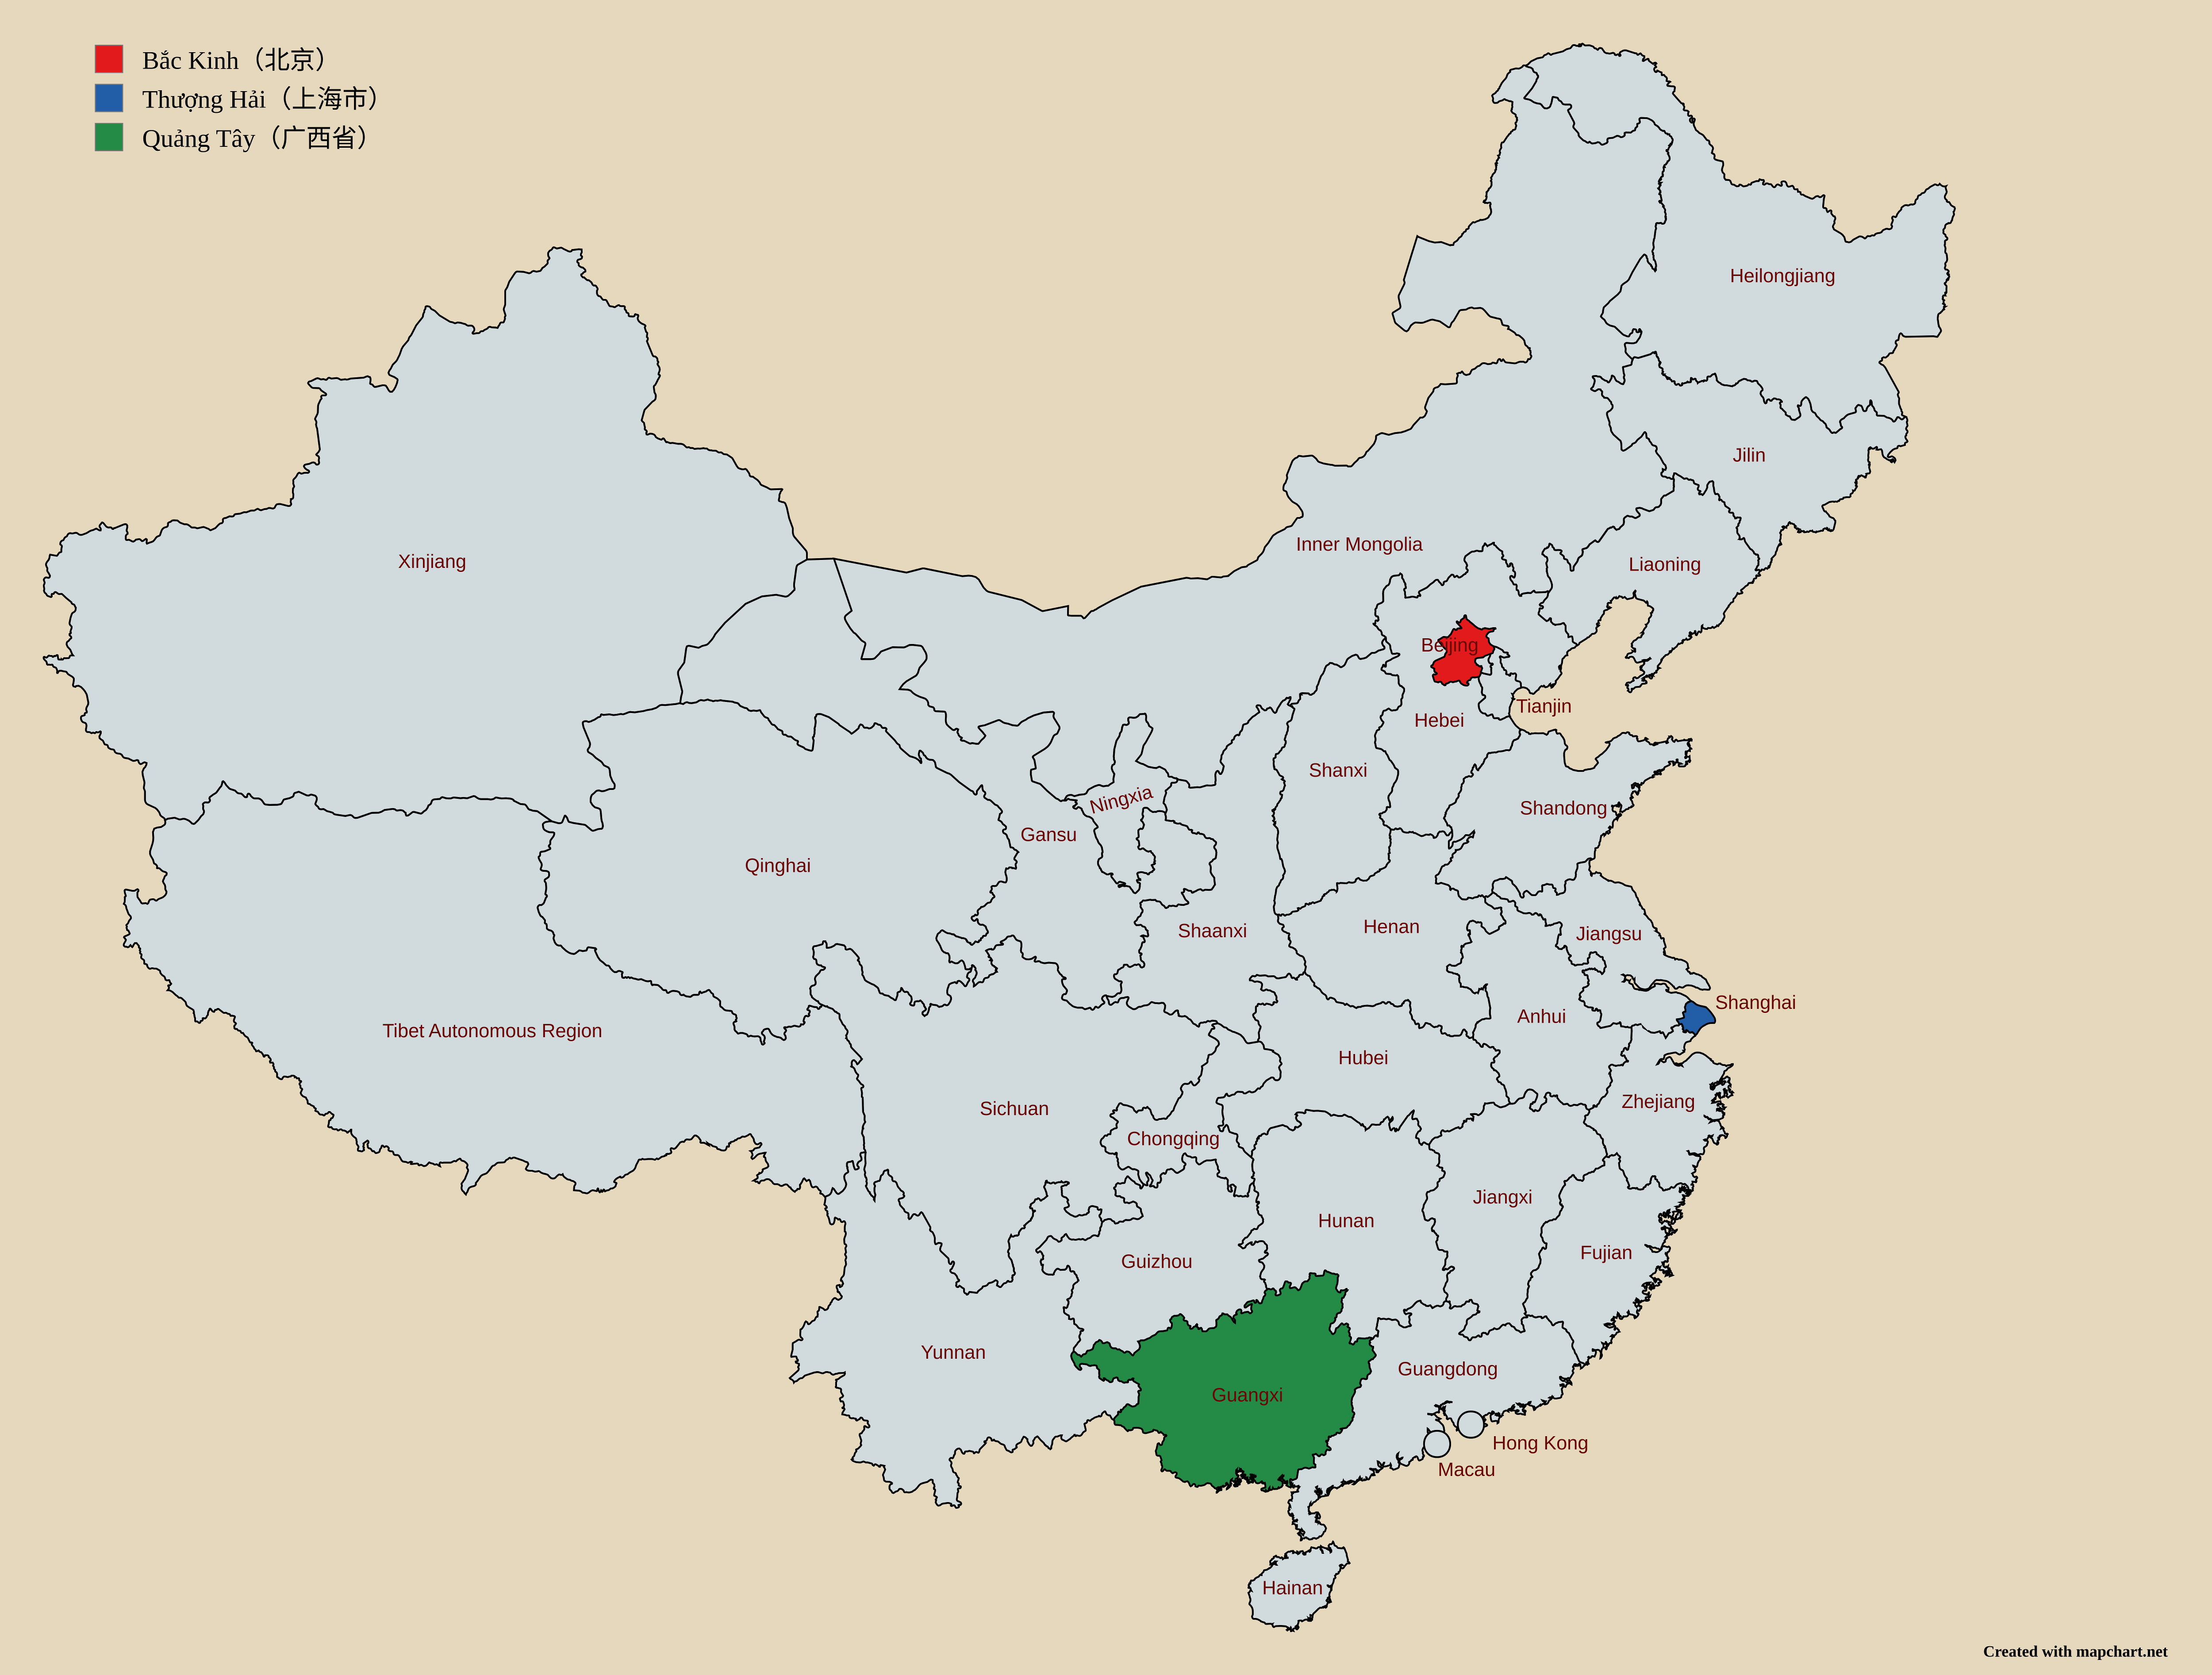 Bắc Kinh（北京）
Thượng Hải（上海市）
Quảng Tây（广西省）
Heilongjiang
Jilin
Inner Mongolia
Xinjiang
Liaoning
Beijing
Tianjin
Hebei
Shanxi
Ningxia
Shandong
Gansu
Qinghai
Henan
Shaanxi
Jiangsu
Shanghai
Anhui
Tibet Autonomous Region
Hubei
Zhejiang
Sichuan
Chongqing
Jiangxi
Hunan
Fujian
Guizhou
Yunnan
Guangdong
Guangxi
Hong Kong
Macau
Hainan
Created with mapchart.net